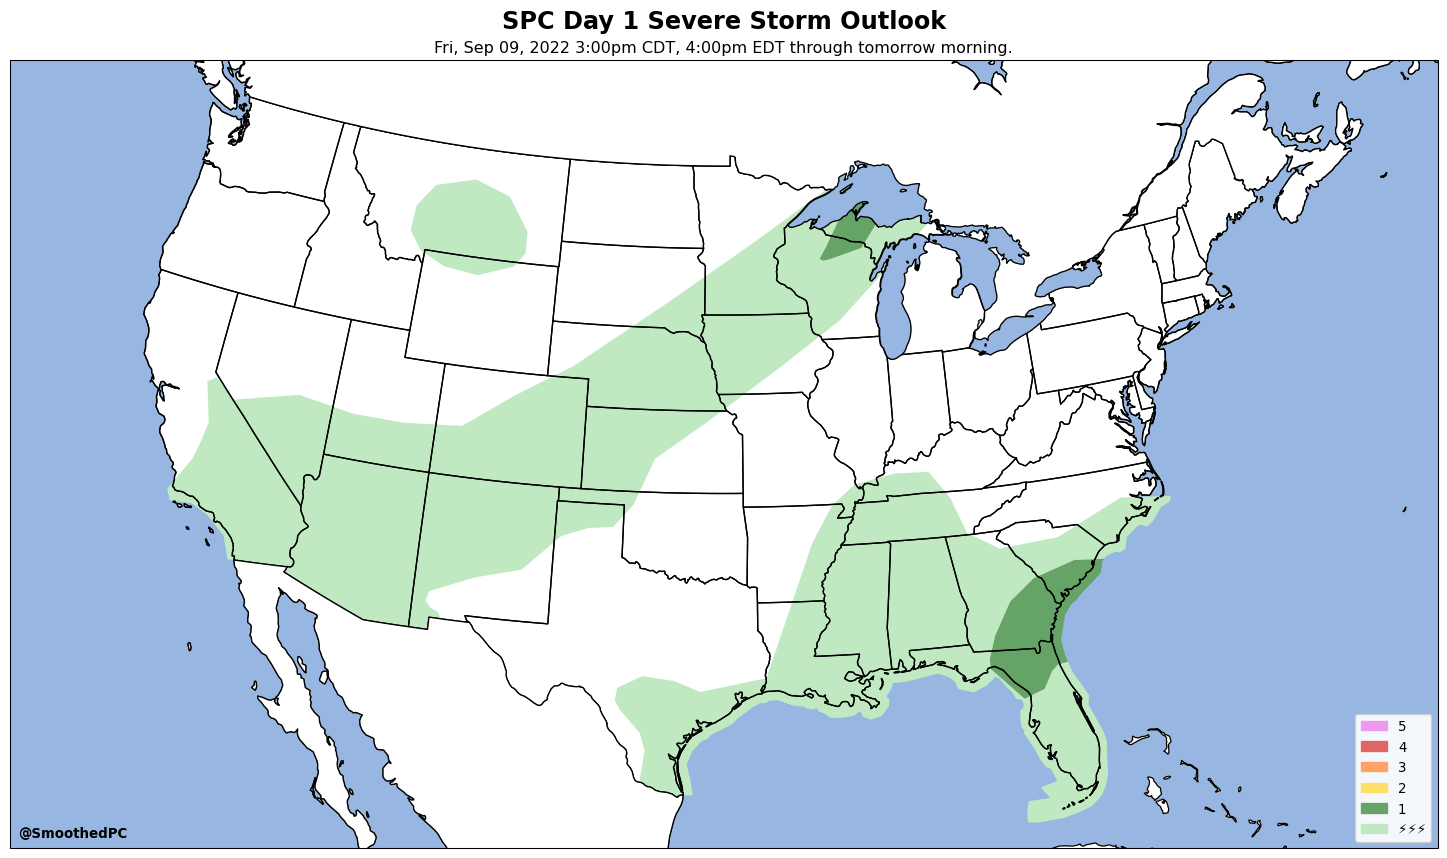 SPC Day 1 Severe Storm Outlook
Fri, Sep 09, 2022 3:00pm CDT, 4:00pm EDT through tomorrow morning.
5
4
3
2
1
⚡⚡⚡
@SmoothedPC